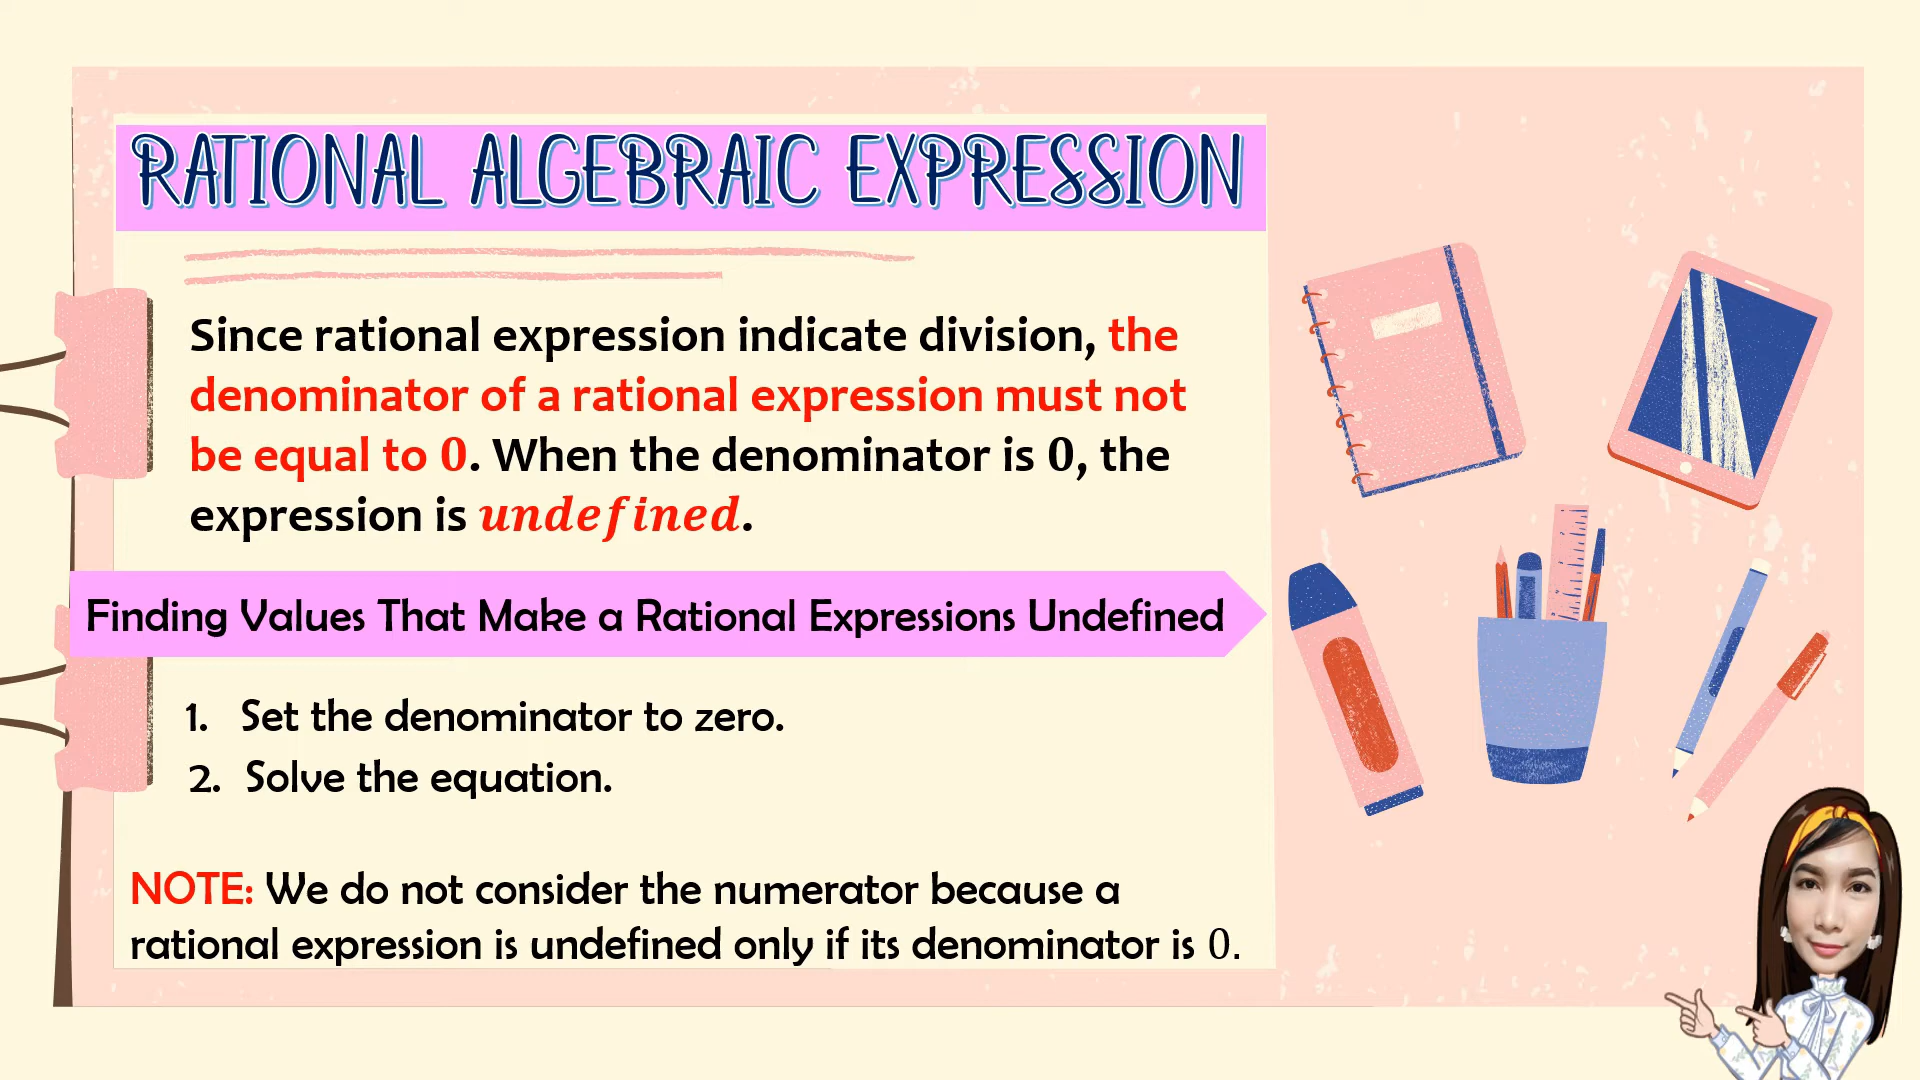 RATIONAL ALGEBRAIC EXPRESSION
Since rational expression indicate division, the
denominator of a rational expression must not
be equal to 0. When the denominator is 0, the
expression is undefined.
Finding Values That Make a Rational Expressions Undefined
1. Set the denominator to zero.
2. Solve the equation.
NOTE: We do not consider the numerator because a
rational expression is undefined only if its denominator is 0.